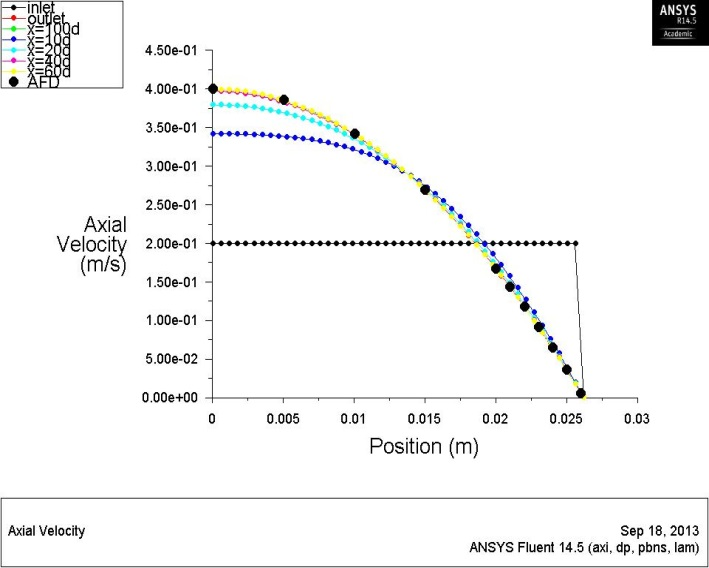 inlet
outlet
x=100d
x=10d
x=20d
x=40d
x=60d
AFD
ANSYS
R14.5
Academic
4.50e-01
4.00e-01
3.50e-01
3.00e-01
2.50e-01
2.00e-01
1.50e-01
1.00e-01
5.00e-02
0.00e+00
Axial
Velocity
(m/s)
0 0.005 0.01 0.015 0.02 0.025 0.03
Position (m)
Axial Velocity
Sep 18, 2013
ANSYS Fluent 14.5 (axi, dp, pbns, lam)